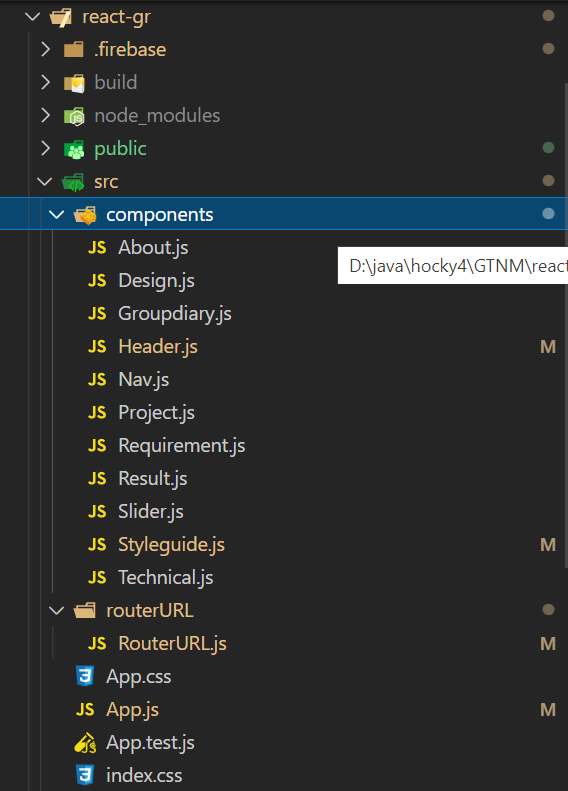 react-gr
.firebase
build
node_modules
public
src
components
JS About.js
D:\java\hocky4\GTNM\react
JS Design.js
JS Groupdiary.js
JS Header.js M
JS Nav.js
JS Project.js
JS Requirement.js
JS Result.js
JS Slider.js
JS Styleguide.js M
JS Technical.js
routerURL
JS RouterURL.js M
App.css
JS App.js M
JS App.test.js
index.css